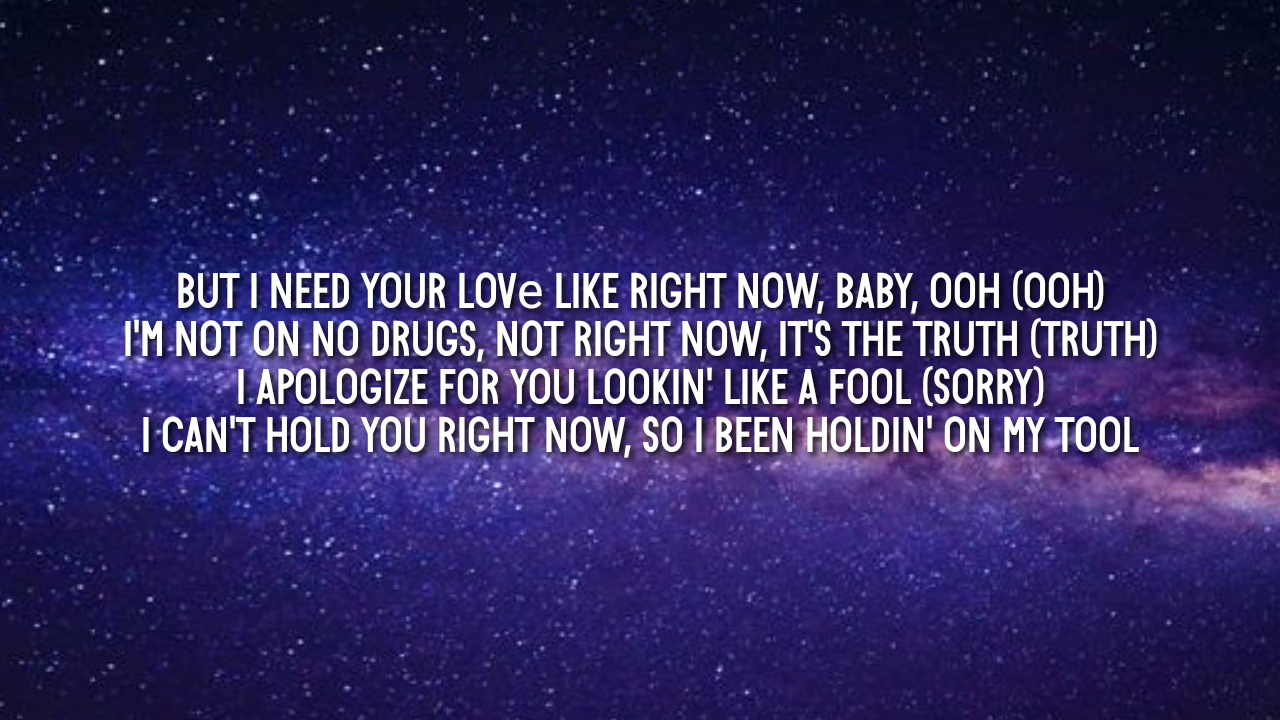 BUT I NEED YOUR LOVe LIKE RIGHT NOW, BABY, OOH (OOH)
I'M NOT ON NO DRUGS, NOT RIGHT NOW, IT'S THE TRUTH (TRUTH)
I APOLOGIZE FOR YOU LOOKIN' LIKE A FOOL (SORRY)
I CAN'T HOLD YOU RIGHT NOW, SO I BEEN HOLDIN' ON MY TOOL